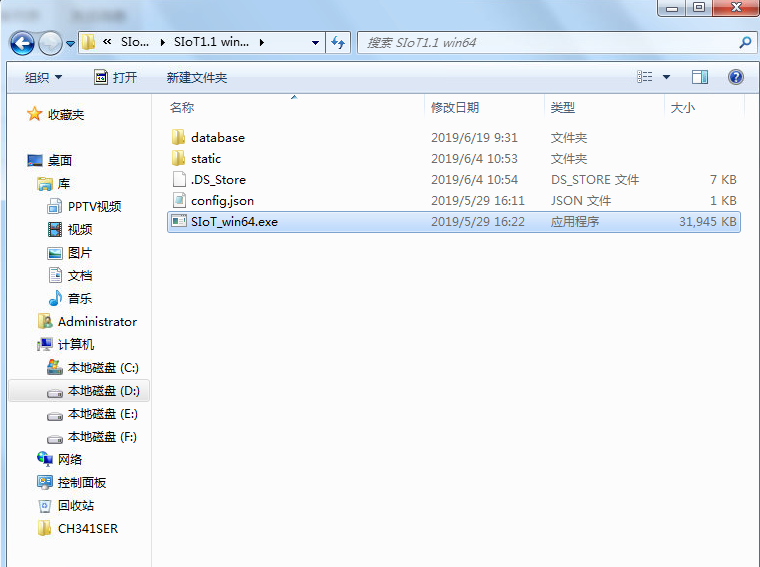 « SIo... ▸ SIoT1.1 win... ▸
搜索 SIoT1.1 win64
组织 打开 新建文件夹
名称 修改日期 类型 大小
收藏夹
桌面
库
PPTV视频
视频
图片
文档
音乐
Administrator
计算机
本地磁盘 (C:)
本地磁盘 (D:)
本地磁盘 (E:)
本地磁盘 (F:)
网络
控制面板
回收站
CH341SER
database 2019/6/19 9:31 文件夹
static 2019/6/4 10:53 文件夹
.DS_Store 2019/6/4 10:54 DS_STORE 文件 7 KB
config.json 2019/5/29 16:11 JSON 文件 1 KB
SIoT_win64.exe 2019/5/29 16:22 应用程序 31,945 KB